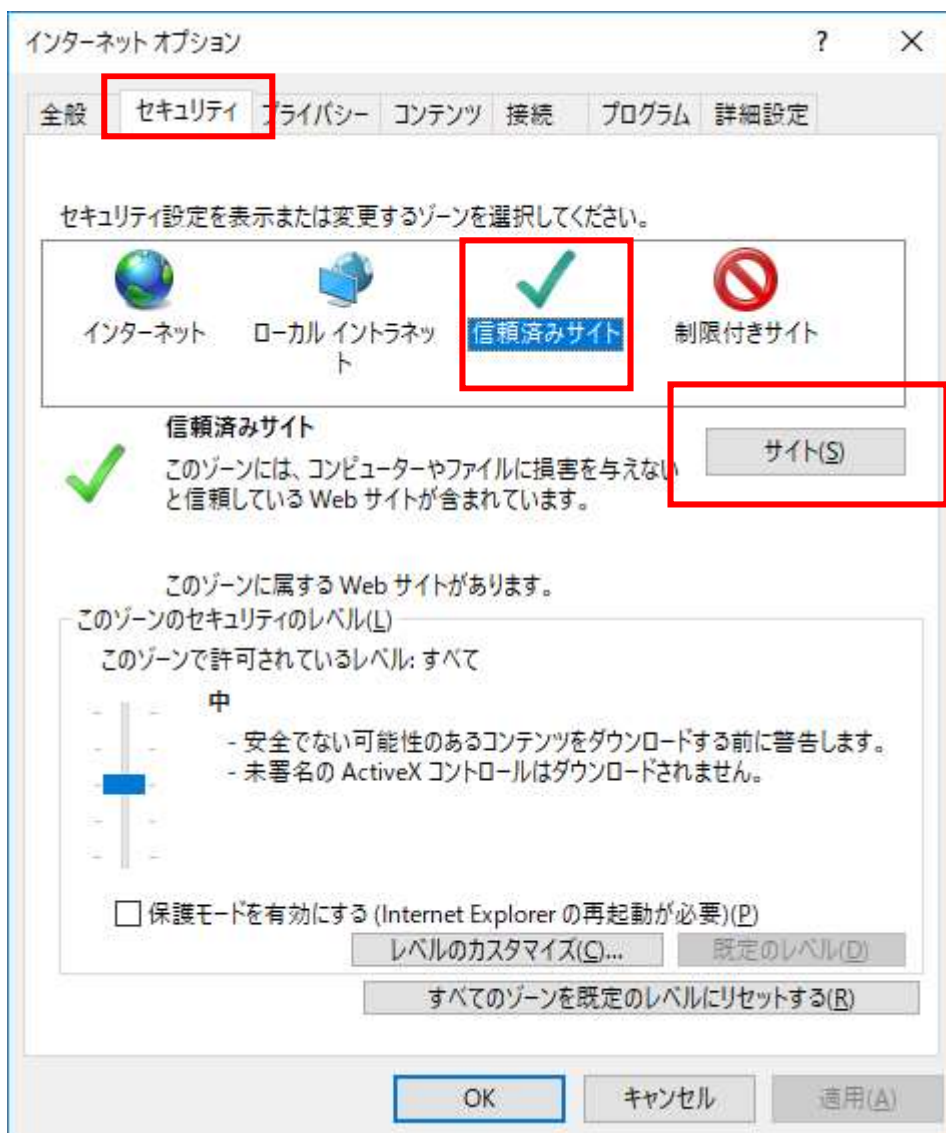 インターネット オプション ? ×
全般 セキュリティ プライバシー コンテンツ 接続 プログラム 詳細設定
セキュリティ設定を表示または変更するゾーンを選択してください。
インターネット ローカル イントラネッ 信頼済みサイト 制限付きサイト
ト
信頼済みサイト
サイト(S)
このゾーンには、コンピューターやファイルに損害を与えない
と信頼している Web サイトが含まれています。
このゾーンに属する Web サイトがあります。
このゾーンのセキュリティのレベル(L)
このゾーンで許可されているレベル: すべて
中
- 安全でない可能性のあるコンテンツをダウンロードする前に警告します。
- 未署名の ActiveX コントロールはダウンロードされません。
保護モードを有効にする (Internet Explorer の再起動が必要)(P)
レベルのカスタマイズ(C)... 既定のレベル(D)
すべてのゾーンを既定のレベルにリセットする(R)
OK キャンセル 適用(A)